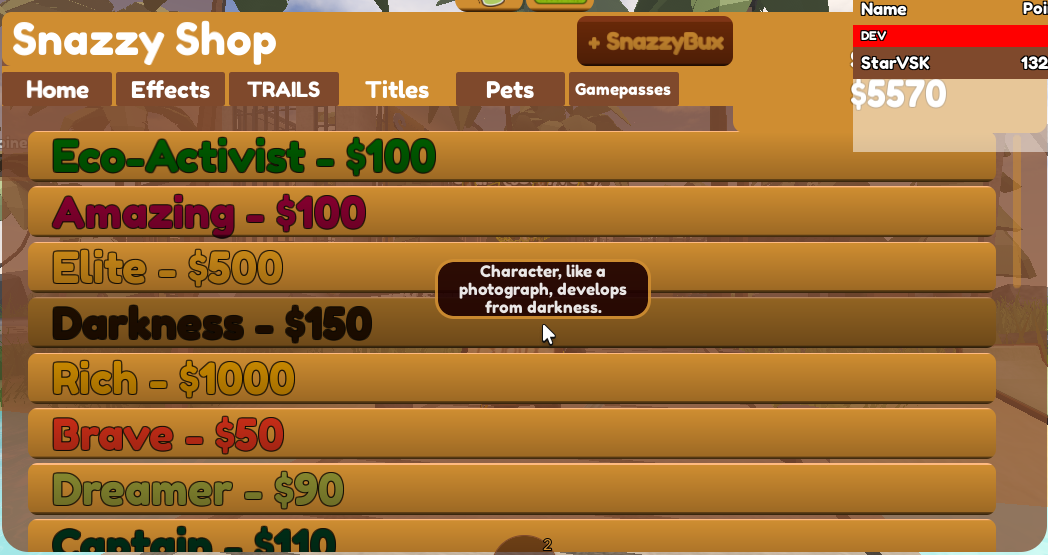 Snazzy Shop
+ SnazzyBux
Name Poi
DEV
StarVSK 132
$5570
Home Effects TRAILS Titles Pets Gamepasses
Eco-Activist - $100
Amazing - $100
Elite - $500
Character, like a
photograph, develops
from darkness.
Darkness - $150
Rich - $1000
Brave - $50
Dreamer - $90
Captain - $110
2